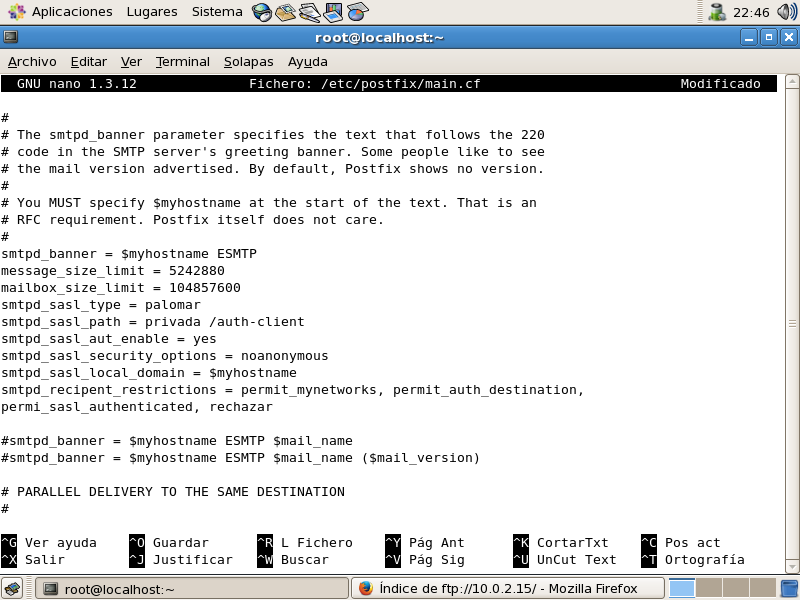 Aplicaciones Lugares Sistema 22:46
root@localhost:~
Archivo Editar Ver Terminal Solapas Ayuda
GNU nano 1.3.12 Fichero: /etc/postfix/main.cf Modificado
#
# The smtpd_banner parameter specifies the text that follows the 220
# code in the SMTP server's greeting banner. Some people like to see
# the mail version advertised. By default, Postfix shows no version.
#
# You MUST specify $myhostname at the start of the text. That is an
# RFC requirement. Postfix itself does not care.
#
smtpd_banner = $myhostname ESMTP
message_size_limit = 5242880
mailbox_size_limit = 104857600
smtpd_sasl_type = palomar
smtpd_sasl_path = privada /auth-client
smtpd_sasl_aut_enable = yes
smtpd_sasl_security_options = noanonymous
smtpd_sasl_local_domain = $myhostname
smtpd_recipent_restrictions = permit_mynetworks, permit_auth_destination,
permi_sasl_authenticated, rechazar
#smtpd_banner = $myhostname ESMTP $mail_name
#smtpd_banner = $myhostname ESMTP $mail_name ($mail_version)
# PARALLEL DELIVERY TO THE SAME DESTINATION
#
^G Ver ayuda ^O Guardar ^R L Fichero ^Y Pág Ant ^K CortarTxt ^C Pos act
^X Salir ^J Justificar ^W Buscar ^V Pág Sig ^U UnCut Text ^T Ortografía
root@localhost:~ Índice de ftp://10.0.2.15/ - Mozilla Firefox